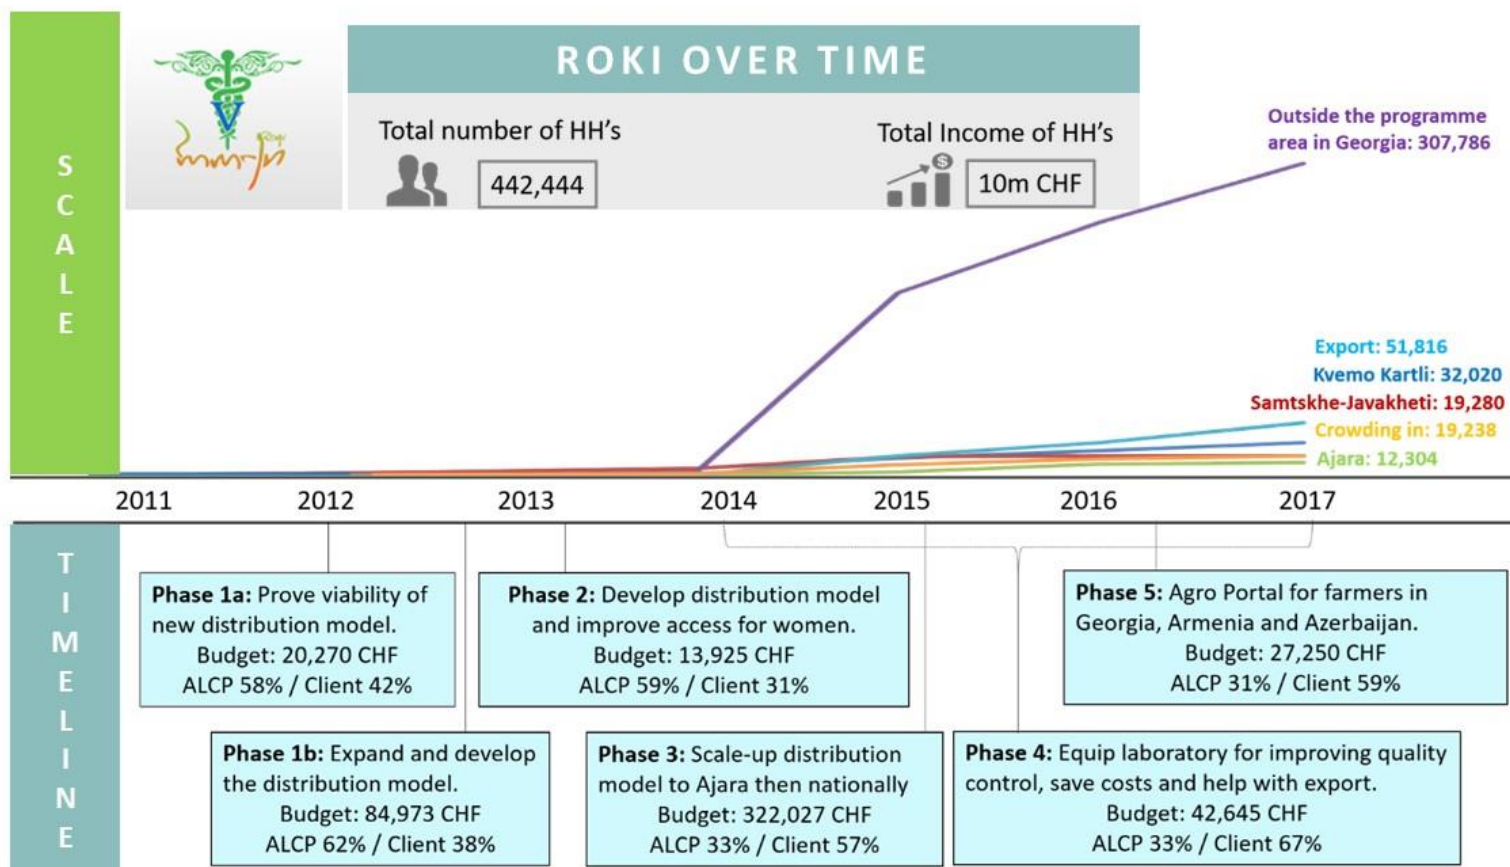 SCALE
V
როკი
ROKI OVER TIME
Total number of HH's
442,444
Total Income of HH's
$
10m CHF
Outside the programme
area in Georgia: 307,786
Export: 51,816
Kvemo Kartli: 32,020
Samtskhe-Javakheti: 19,280
Crowding in: 19,238
Ajara: 12,304
2011 2012 2013 2014 2015 2016 2017
TIMELINE
Phase 1a: Prove viability of
new distribution model.
Budget: 20,270 CHF
ALCP 58% / Client 42%
Phase 2: Develop distribution model
and improve access for women.
Budget: 13,925 CHF
ALCP 59% / Client 31%
Phase 5: Agro Portal for farmers in
Georgia, Armenia and Azerbaijan.
Budget: 27,250 CHF
ALCP 31% / Client 59%
Phase 1b: Expand and develop
the distribution model.
Budget: 84,973 CHF
ALCP 62% / Client 38%
Phase 3: Scale-up distribution
model to Ajara then nationally
Budget: 322,027 CHF
ALCP 33% / Client 57%
Phase 4: Equip laboratory for improving quality
control, save costs and help with export.
Budget: 42,645 CHF
ALCP 33% / Client 67%